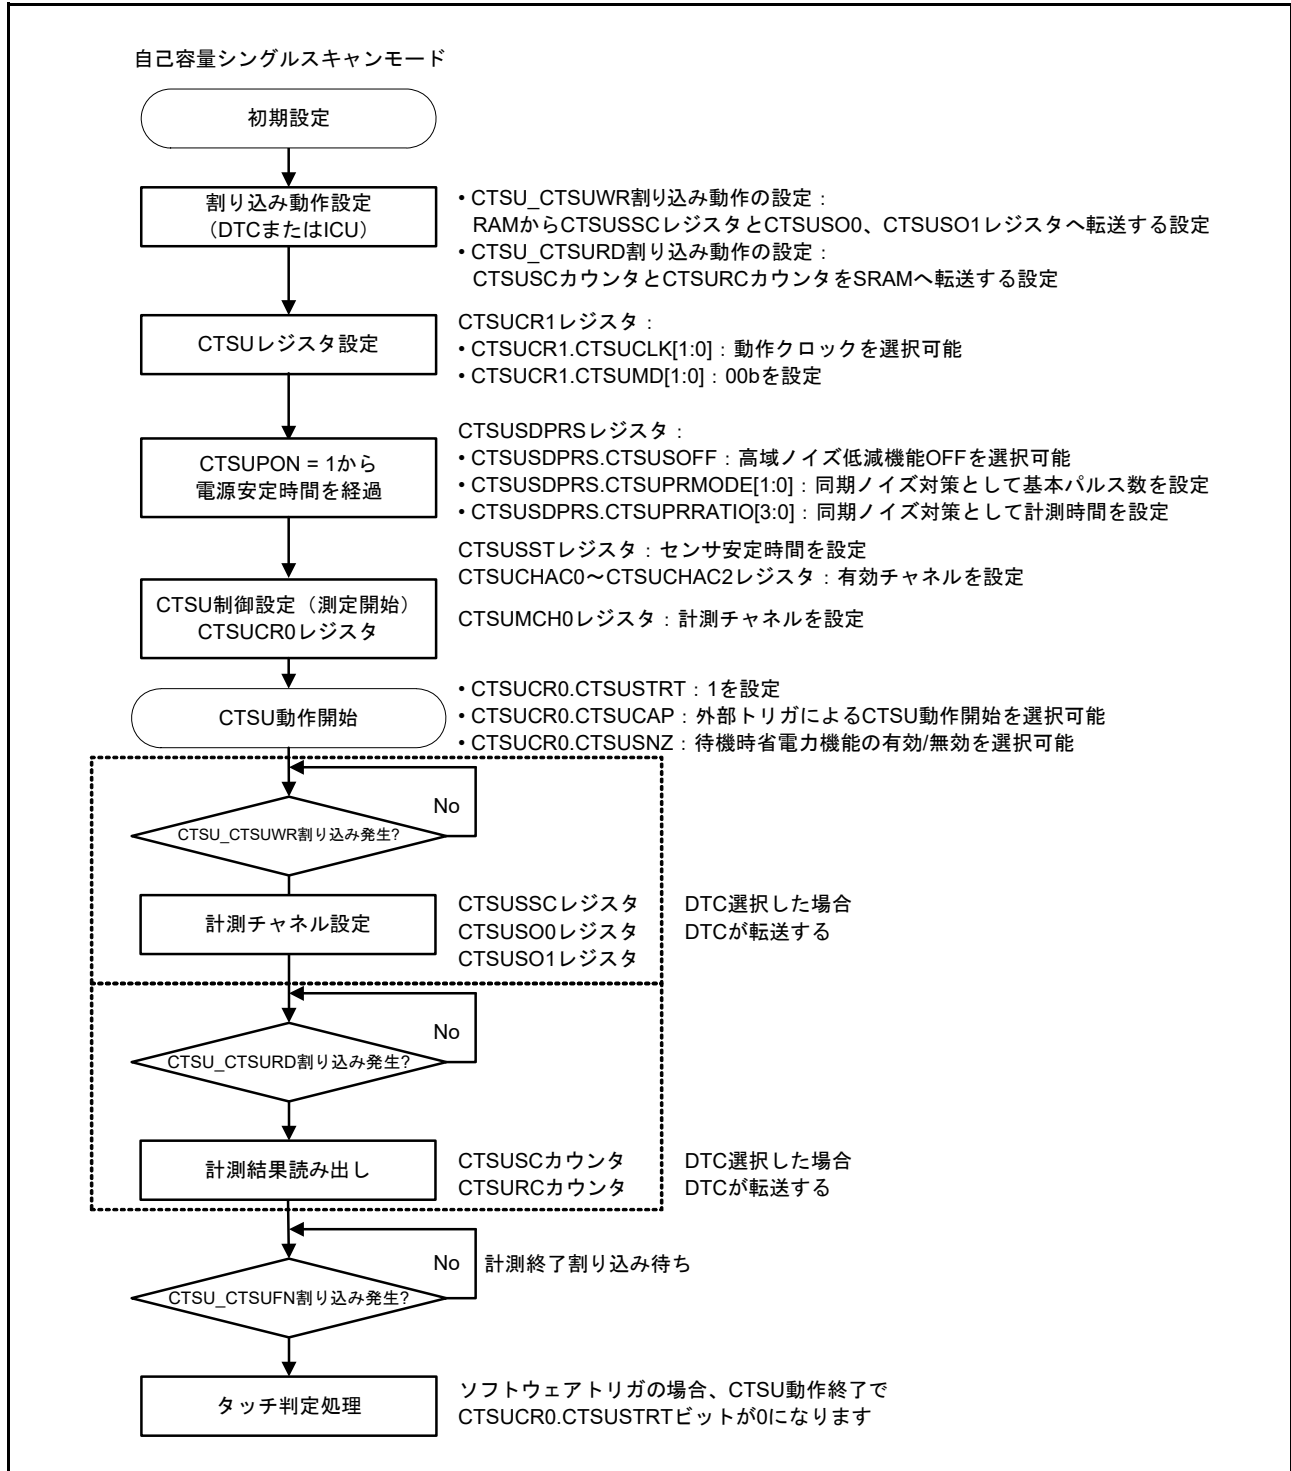 自己容量シングルスキャンモード
初期設定
割り込み動作設定
（DTCまたはICU）
• CTSU_CTSUWR割り込み動作の設定：
RAMからCTSUSSCレジスタとCTSUSO0、CTSUSO1レジスタへ転送する設定
• CTSU_CTSURD割り込み動作の設定：
CTSUSCカウンタとCTSURCカウンタをSRAMへ転送する設定
CTSUレジスタ設定
CTSUCR1レジスタ：
• CTSUCR1.CTSUCLK[1:0]：動作クロックを選択可能
• CTSUCR1.CTSUMD[1:0]：00bを設定
CTSUPON = 1から
電源安定時間を経過
CTSUSDPRSレジスタ：
• CTSUSDPRS.CTSUSOFF：高域ノイズ低減機能OFFを選択可能
• CTSUSDPRS.CTSUPRMODE[1:0]：同期ノイズ対策として基本パルス数を設定
• CTSUSDPRS.CTSUPRRATIO[3:0]：同期ノイズ対策として計測時間を設定
CTSUSSTレジスタ：センサ安定時間を設定
CTSUCHAC0～CTSUCHAC2レジスタ：有効チャネルを設定
CTSU制御設定（測定開始）
CTSUCR0レジスタ
CTSUMCH0レジスタ：計測チャネルを設定
CTSU動作開始
• CTSUCR0.CTSUSTRT：1を設定
• CTSUCR0.CTSUCAP：外部トリガによるCTSU動作開始を選択可能
• CTSUCR0.CTSUSNZ：待機時省電力機能の有効/無効を選択可能
No
CTSU_CTSUWR割り込み発生?
計測チャネル設定
CTSUSSCレジスタ
CTSUSO0レジスタ
CTSUSO1レジスタ
DTC選択した場合
DTCが転送する
No
CTSU_CTSURD割り込み発生?
計測結果読み出し
CTSUSCカウンタ
CTSURCカウンタ
DTC選択した場合
DTCが転送する
No
計測終了割り込み待ち
CTSU_CTSUFN割り込み発生?
タッチ判定処理
ソフトウェアトリガの場合、CTSU動作終了で
CTSUCR0.CTSUSTRTビットが0になります